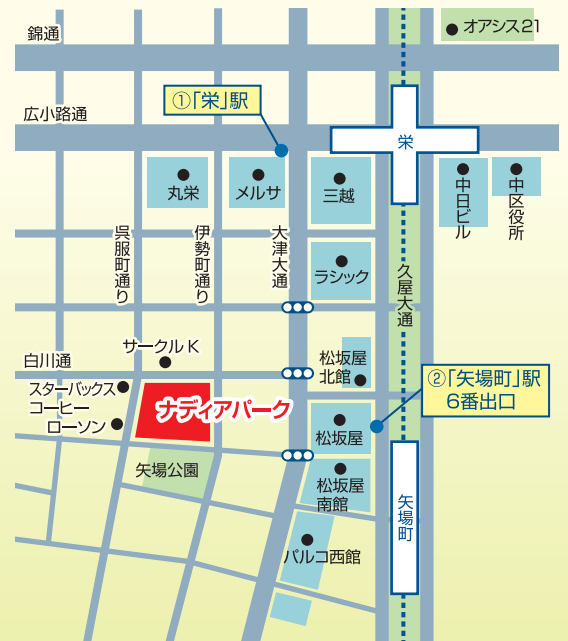 錦通
オアシス21
①「栄」駅
広小路通
栄
丸栄
メルサ
三越
中日ビル
中区役所
呉服町通り
伊勢町通り
大津大通
ラシック
久屋大通
サークルK
白川通
松坂屋
北館
②「矢場町」駅
6番出口
スターバックス
コーヒー
ローソン
ナディアパーク
松坂屋
矢場公園
松坂屋
南館
矢場町
パルコ西館